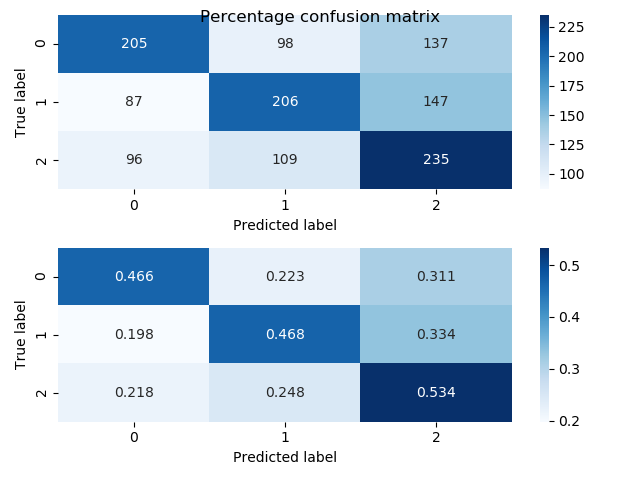 Percentage confusion matrix
True label
0 205 98 137
1 87 206 147
2 96 109 235
0 1 2
Predicted label
225
200
175
150
125
100
True label
0 0.466 0.223 0.311
1 0.198 0.468 0.334
2 0.218 0.248 0.534
0 1 2
Predicted label
0.5
0.4
0.3
0.2